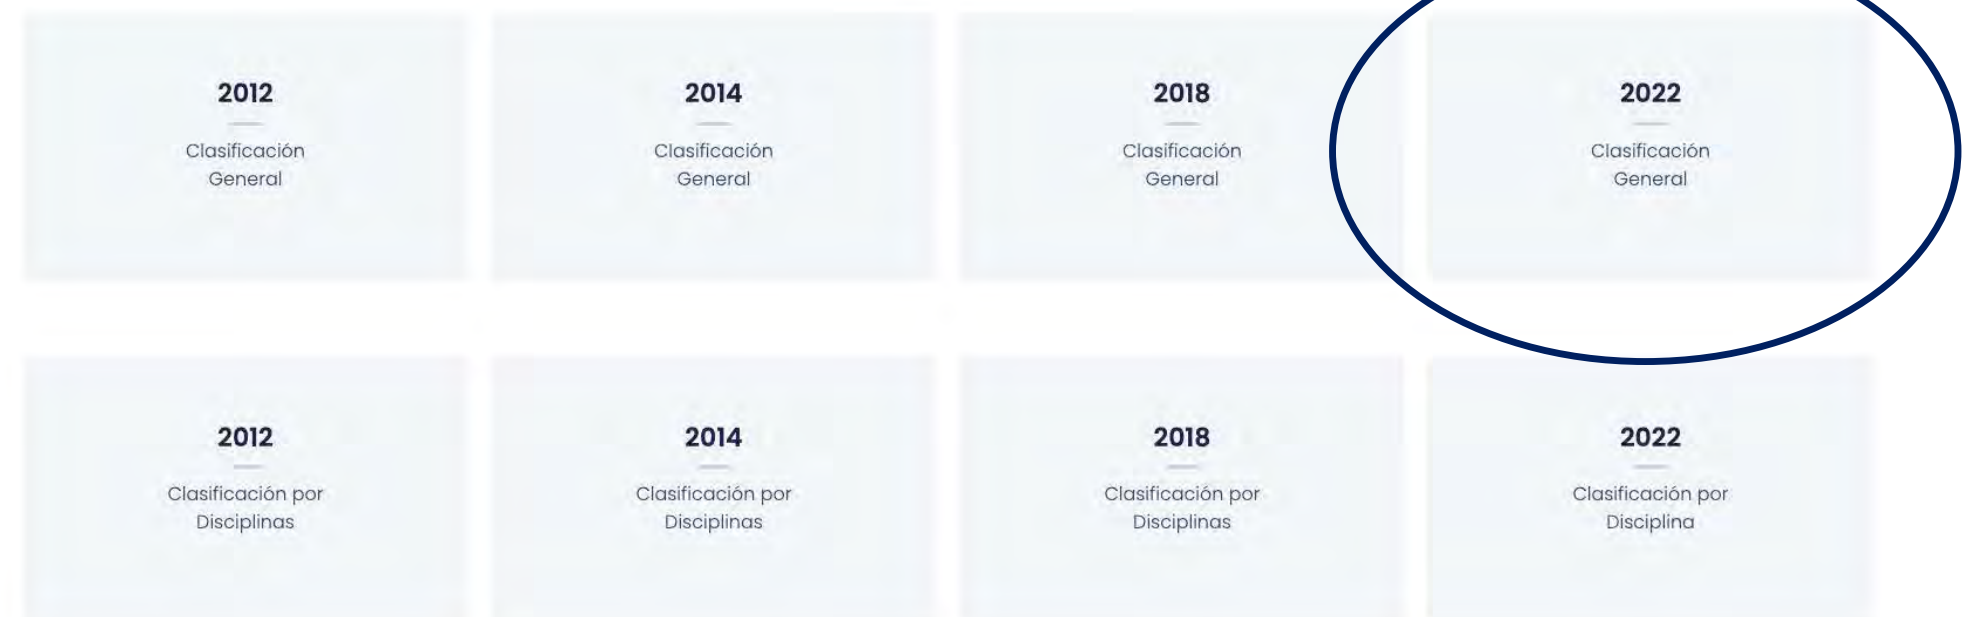 2012
Clasificación
General
2014
Clasificación
General
2018
Clasificación
General
2022
Clasificación
General
2012
Clasificación por
Disciplinas
2014
Clasificación por
Disciplinas
2018
Clasificación por
Disciplinas
2022
Clasificación por
Disciplina